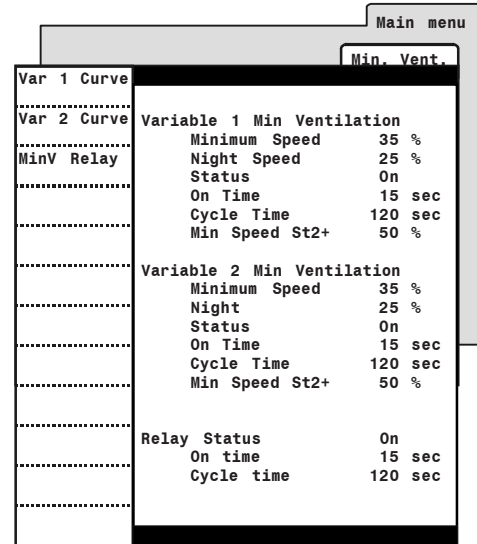 Main menu
Min. Vent.
Var 1 Curve
Var 2 Curve
MinV Relay
Variable 1 Min Ventilation
Minimum Speed 35 %
Night Speed 25 %
Status On
On Time 15 sec
Cycle Time 120 sec
Min Speed St2+ 50 %
Variable 2 Min Ventilation
Minimum Speed 35 %
Night 25 %
Status On
On Time 15 sec
Cycle Time 120 sec
Min Speed St2+ 50 %
Relay Status On
On time 15 sec
Cycle time 120 sec